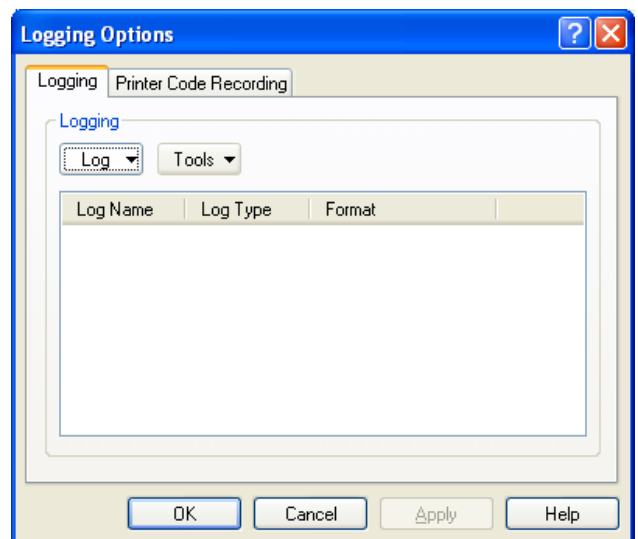 Logging Options
Logging Printer Code Recording
Logging
Log Tools
Log Name Log Type Format
OK Cancel Apply Help